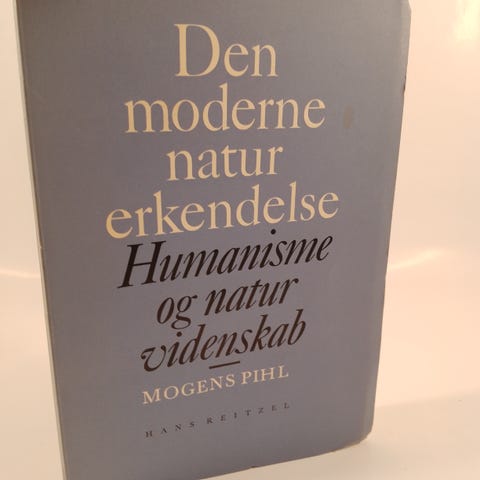 Den
moderne
natur
erkendelse
Humanisme
og natur
videnskab
MOGENS PIHL
HANS REITZEL